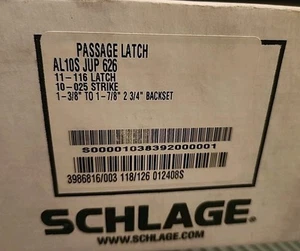 PASSAGE LATCH
AL10S JUP 626
11-116 LATCH
10-025 STRIKE
1-3/8" TO 1-7/8" 2 3/4" BACKSET
S00001038392000001
3986816/003 118/126 012408S
SCHLAGE.
WWW.SCHLAGE.COM